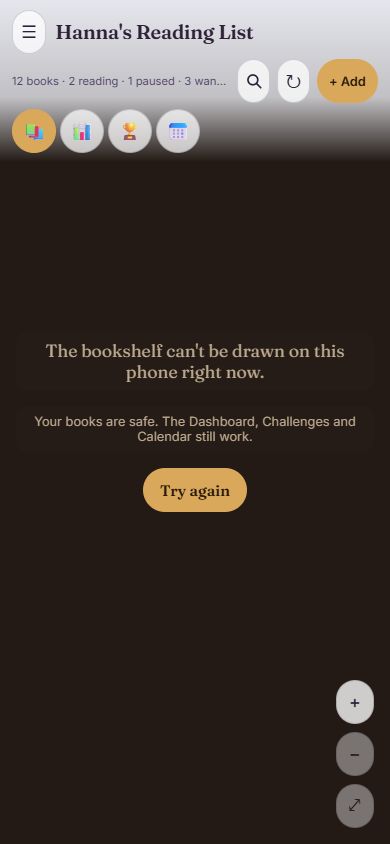 Hanna's Reading List
12 books · 2 reading · 1 paused · 3 wan...
+ Add
The bookshelf can't be drawn on this
phone right now.
Your books are safe. The Dashboard, Challenges and
Calendar still work.
Try again
+
−